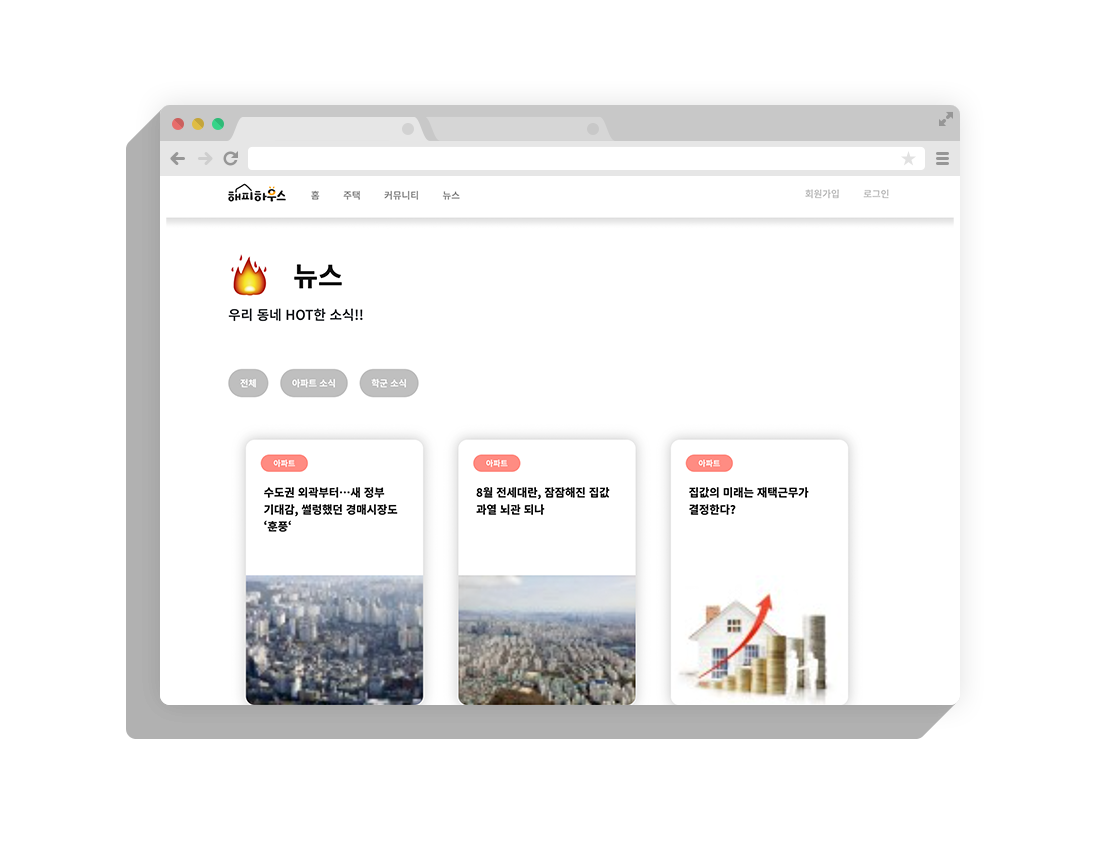 해피하우스 홈 주택 커뮤니티 뉴스 회원가입 로그인
뉴스
우리 동네 HOT한 소식!!
전체 아파트 소식 학군 소식
아파트
수도권 외곽부터…새 정부
기대감, 썰렁했던 경매시장도
‘훈풍‘
아파트
8월 전세대란, 잠잠해진 집값
과열 뇌관 되나
아파트
집값의 미래는 재택근무가
결정한다?